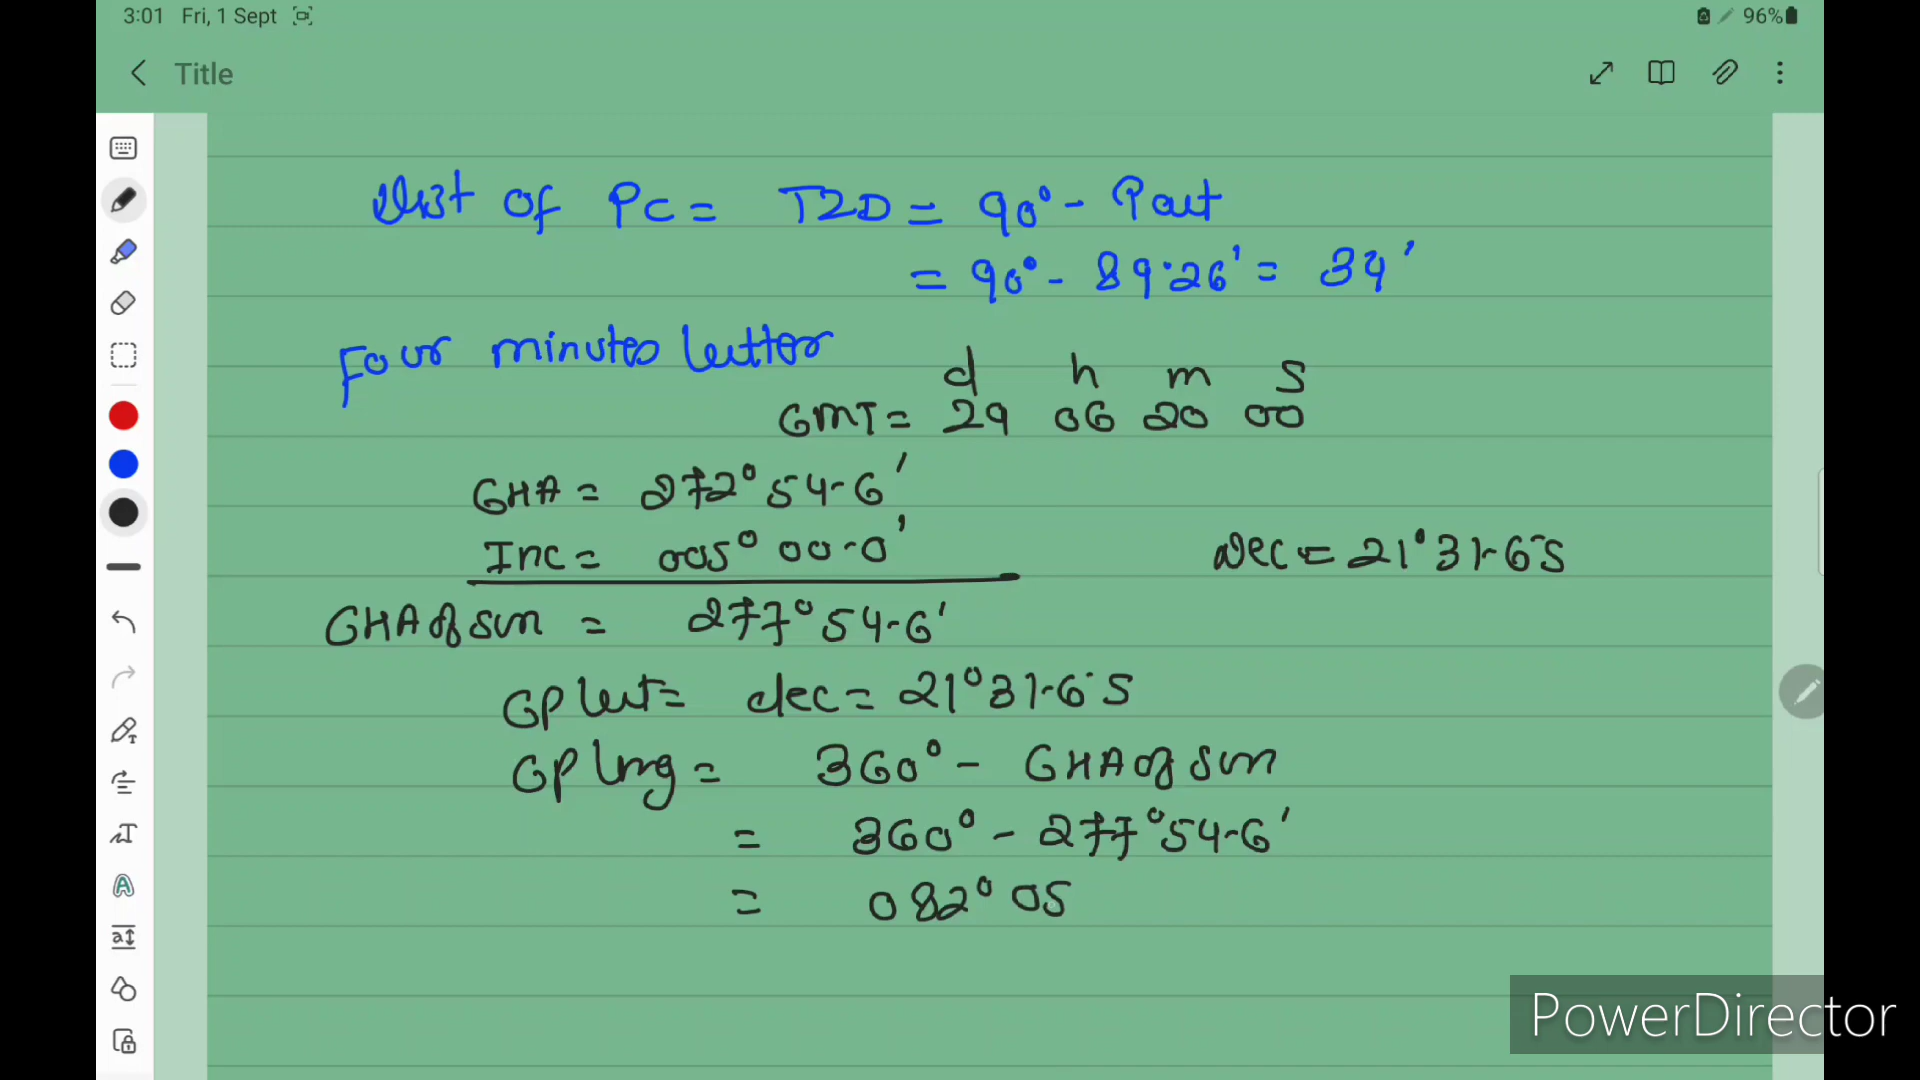 3:01 Fri, 1 Sept 96%
Title
Dist of PC = TZD = 90° - Talt
= 90° - 89°26' = 34'
Four minutes latter
d h m s
GMT = 29 06 20 00
GHA = 272° 54.6'
Inc = 005° 00.0' Dec = 21° 31.6'S
GHA of sun = 277° 54.6'
GP lat = dec = 21° 31.6'S
GP long = 360° - GHA of sun
= 360° - 277° 54.6'
= 082° 05
PowerDirector